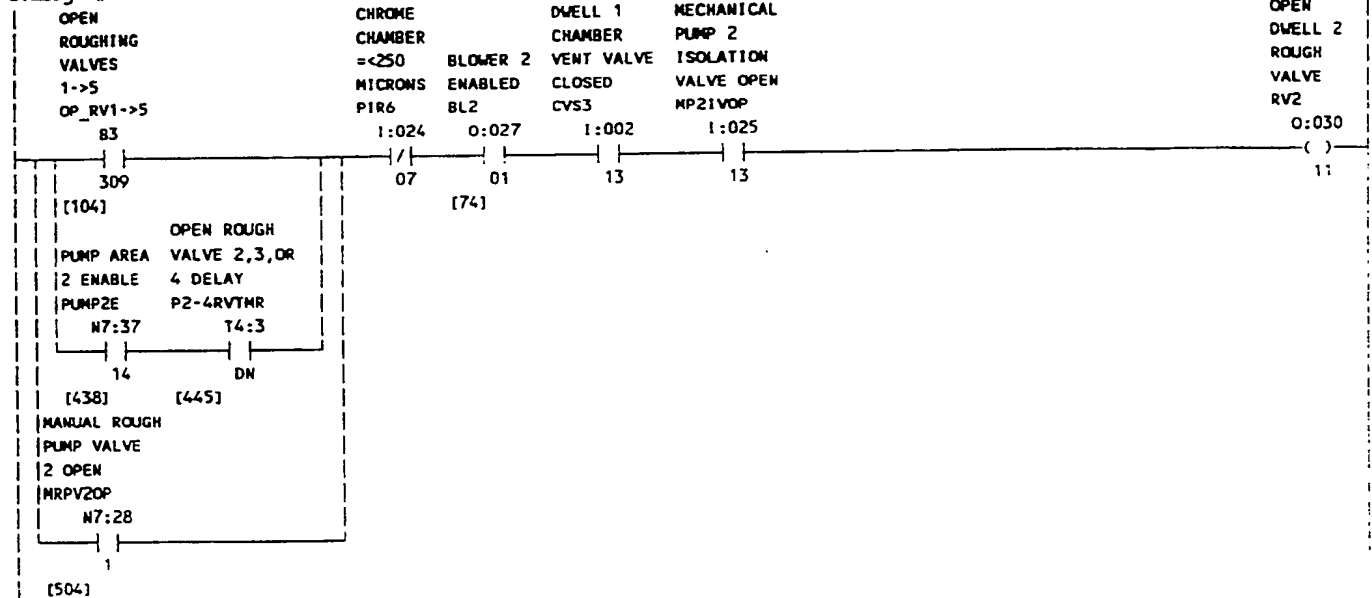 OPEN
ROUGHING
VALVES
1->5
OP_RV1->5
B3
309
[104]
CHROME
CHAMBER
=<250
MICRONS
PIR6
I:024
07
BLOWER 2
ENABLED
BL2
O:027
01
[74]
DWELL 1
CHAMBER
VENT VALVE
CLOSED
CVS3
I:002
13
MECHANICAL
PUMP 2
ISOLATION
VALVE OPEN
MP2IVOP
I:025
13
OPEN
DWELL 2
ROUGH
VALVE
RV2
O:030
11
PUMP AREA
2 ENABLE
PUMP2E
N7:37
14
[438]
OPEN ROUGH
VALVE 2,3,OR
4 DELAY
P2-4RVTMR
T4:3
DN
[445]
MANUAL ROUGH
PUMP VALVE
2 OPEN
MRPV2OP
N7:28
1
[504]